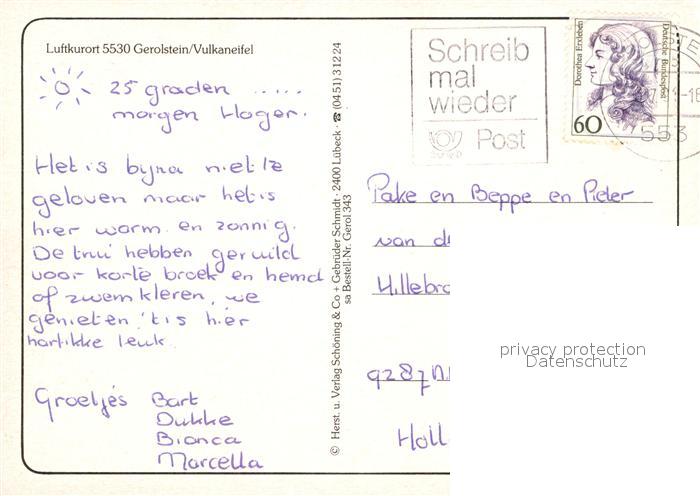 Luftkurort 5530 Gerolstein/Vulkaneifel
25 graden .....
morgen Hoger.
Het is bijna niet te
geloven maar het is
hier warm en zonnig.
De trui hebben geruild
voor korte broek en hemd
of zwemkleren, we
genieten 't is hier
hartikke leuk.
Groetjes Bart
Dukke
Bianca
Marcella
© Herst. u. Verlag Schöning & Co + Gebrüder Schmidt · 2400 Lübeck · ☎ (04 51) 3 12 24
sa Bestell-Nr. Gerol 343
Schreib
mal
wieder
Post
Dorothea Erxleben
Deutsche Bundespost
60
553
Pake en Beppe en Pieter
van d
Hillebr
9287
Holl
privacy protection
Datenschutz